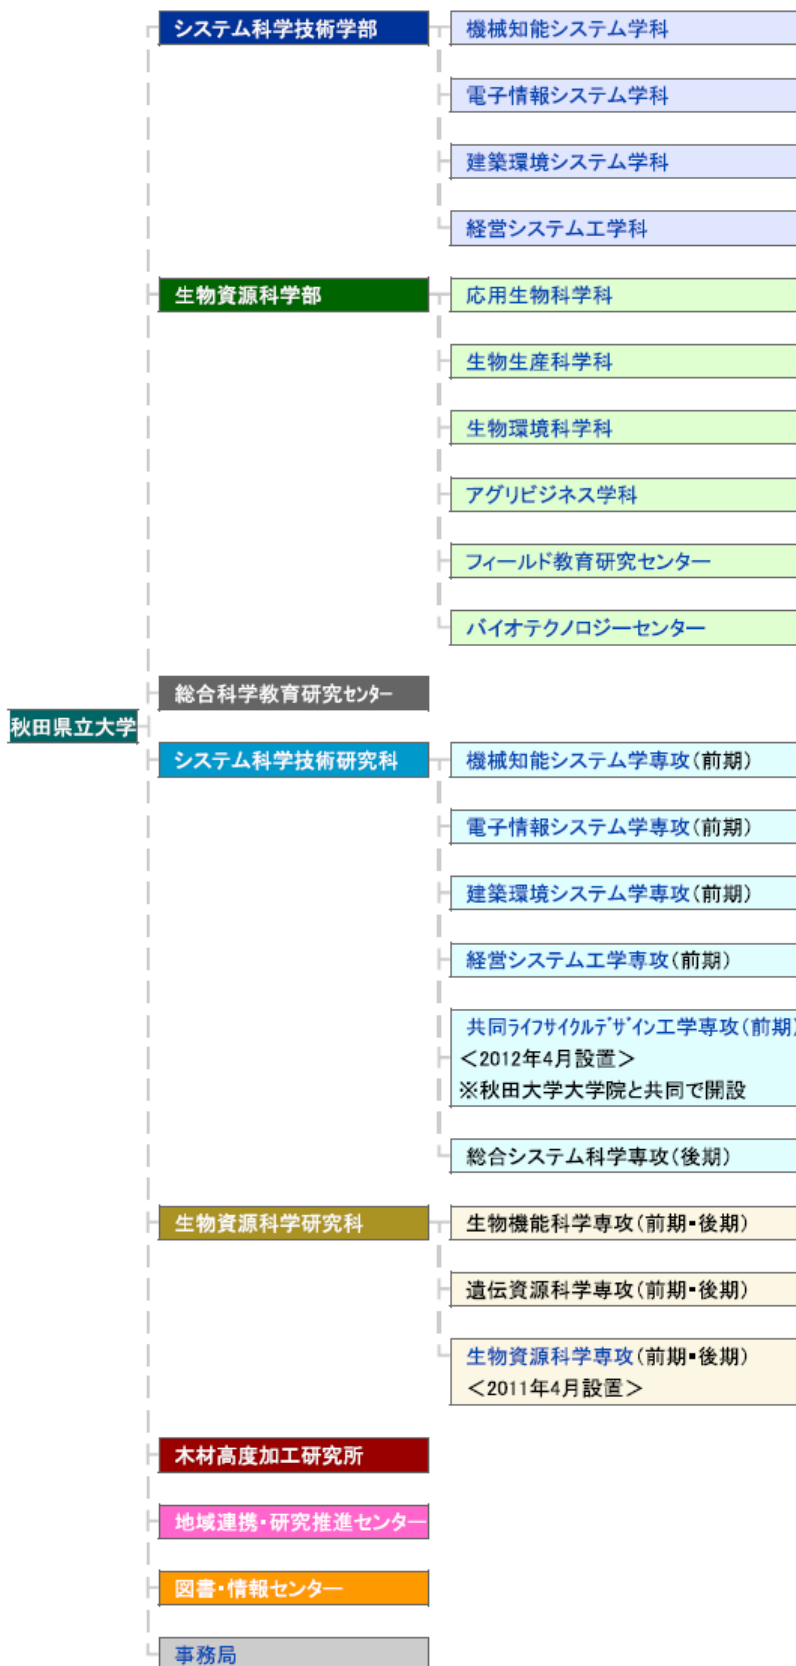 システム科学技術学部
機械知能システム学科
電子情報システム学科
建築環境システム学科
経営システム工学科
生物資源科学部
応用生物科学科
生物生産科学科
生物環境科学科
アグリビジネス学科
フィールド教育研究センター
バイオテクノロジーセンター
総合科学教育研究ｾﾝﾀｰ
秋田県立大学
システム科学技術研究科
機械知能システム学専攻(前期)
電子情報システム学専攻(前期)
建築環境システム学専攻(前期)
経営システム工学専攻(前期)
共同ﾗｲﾌｻｲｸﾙﾃﾞｻﾞｲﾝ工学専攻(前期)
＜2012年4月設置＞
※秋田大学大学院と共同で開設
総合システム科学専攻(後期)
生物資源科学研究科
生物機能科学専攻(前期・後期)
遺伝資源科学専攻(前期・後期)
生物資源科学専攻(前期・後期)
＜2011年4月設置＞
木材高度加工研究所
地域連携・研究推進センター
図書・情報センター
事務局